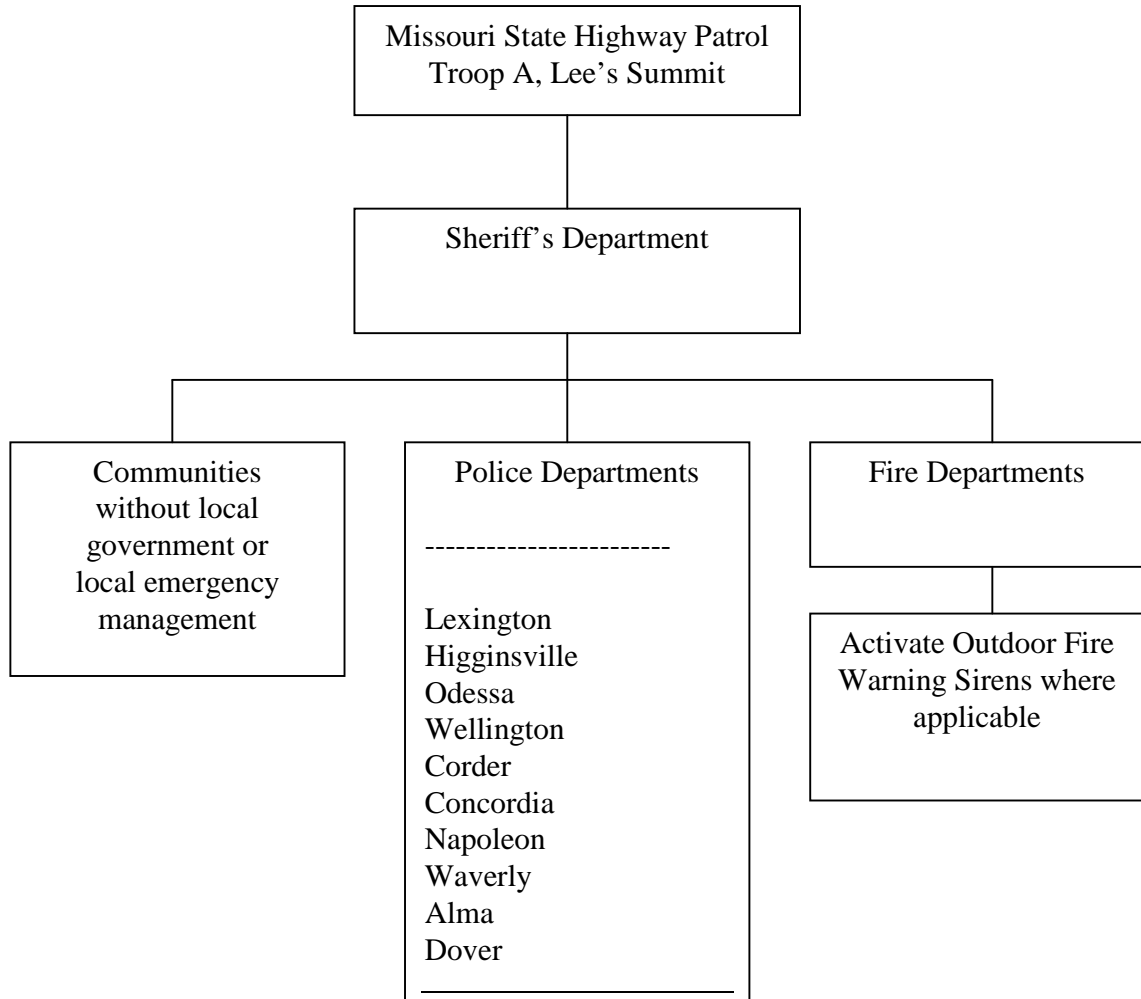 Missouri State Highway Patrol
Troop A, Lee’s Summit
Sheriff’s Department
Communities
without local
government or
local emergency
management
Police Departments
------------------------
Lexington
Higginsville
Odessa
Wellington
Corder
Concordia
Napoleon
Waverly
Alma
Dover
Fire Departments
Activate Outdoor Fire
Warning Sirens where
applicable